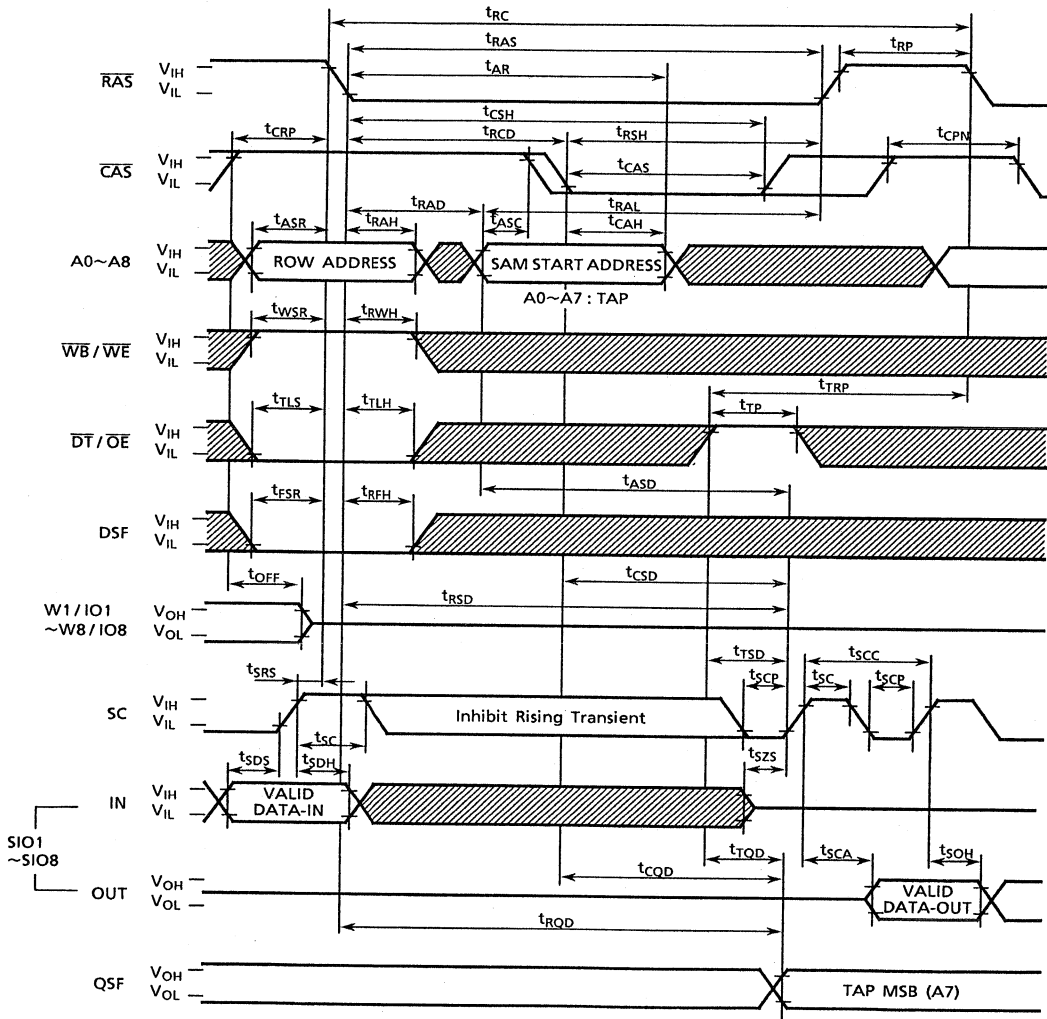 tRC
tRAS
tRP
tAR
RAS
VIH
VIL
tCSH
tCRP
tRCD
tRSH
tCPN
CAS
VIH
VIL
tCAS
tRAD
tRAL
tASR
tRAH
tASC
tCAH
A0~A8
VIH
VIL
ROW ADDRESS
SAM START ADDRESS
A0~A7 : TAP
tWSR
tRWH
WB / WE
VIH
VIL
tTRP
tTLS
tTLH
tTP
DT / OE
VIH
VIL
tASD
tFSR
tRFH
DSF
VIH
VIL
tOFF
tCSD
tRSD
W1 / IO1
~W8 / IO8
VOH
VOL
tTSD
tSCC
tSRS
tSCP
tSC
tSCP
SC
VIH
VIL
Inhibit Rising Transient
tSC
tSZS
tSDS
tSDH
IN
VIH
VIL
VALID
DATA-IN
SIO1
~SIO8
tTQD
tSCA
tSOH
tCQD
OUT
VOH
VOL
VALID
DATA-OUT
tRQD
QSF
VOH
VOL
TAP MSB (A7)